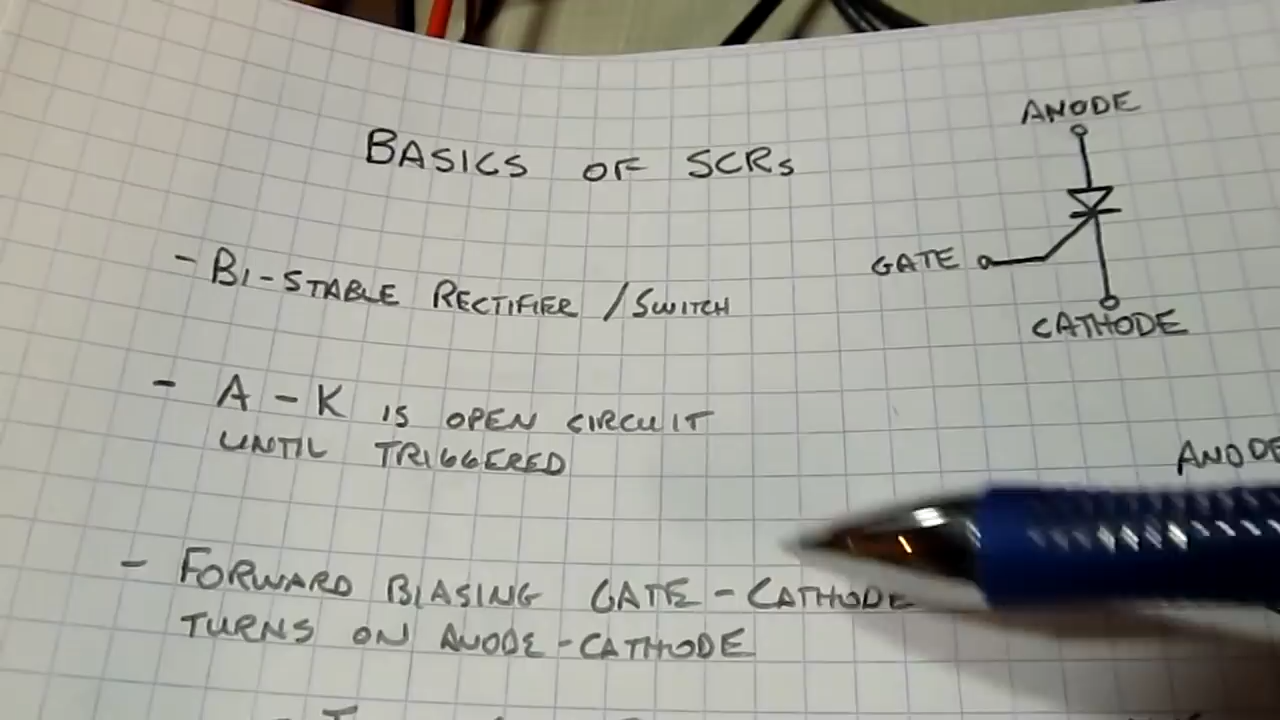 BASICS OF SCRs
ANODE
- BI-STABLE RECTIFIER / SWITCH
GATE
CATHODE
- A - K IS OPEN CIRCUIT
UNTIL TRIGGERED
ANODE
- FORWARD BIASING GATE - CATHODE
TURNS ON ANODE - CATHODE